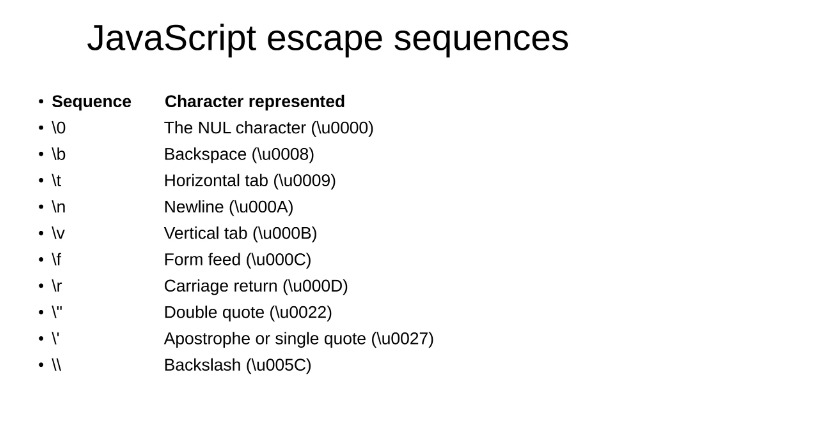 JavaScript escape sequences
• Sequence Character represented
• \0 The NUL character (\u0000)
• \b Backspace (\u0008)
• \t Horizontal tab (\u0009)
• \n Newline (\u000A)
• \v Vertical tab (\u000B)
• \f Form feed (\u000C)
• \r Carriage return (\u000D)
• \" Double quote (\u0022)
• \' Apostrophe or single quote (\u0027)
• \\ Backslash (\u005C)